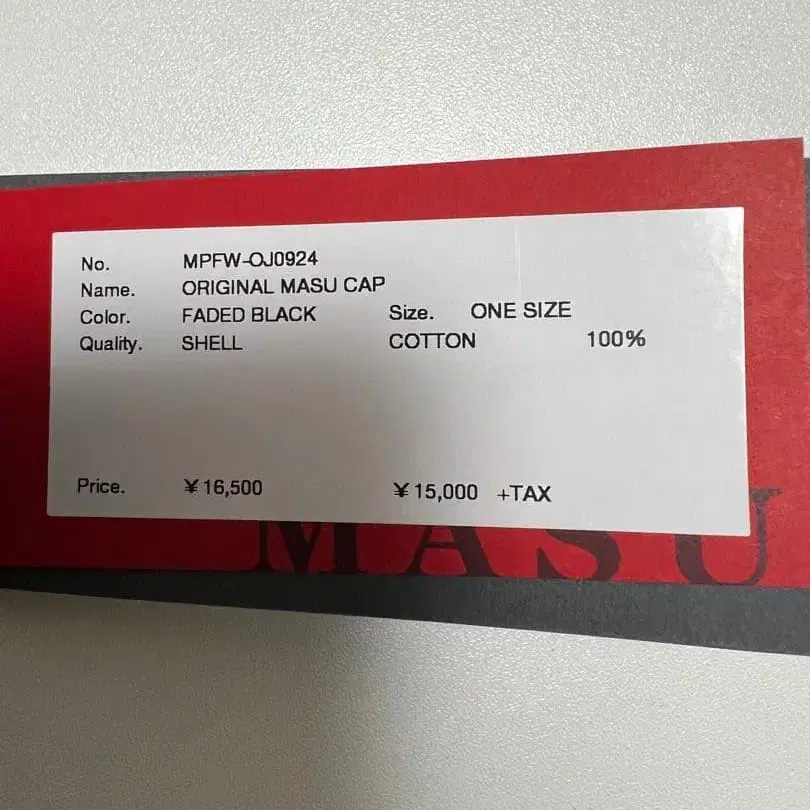 No. MPFW-OJ0924
Name. ORIGINAL MASU CAP
Color. FADED BLACK Size. ONE SIZE
Quality. SHELL COTTON 100%
Price. ¥16,500 ¥15,000 +TAX
MASU